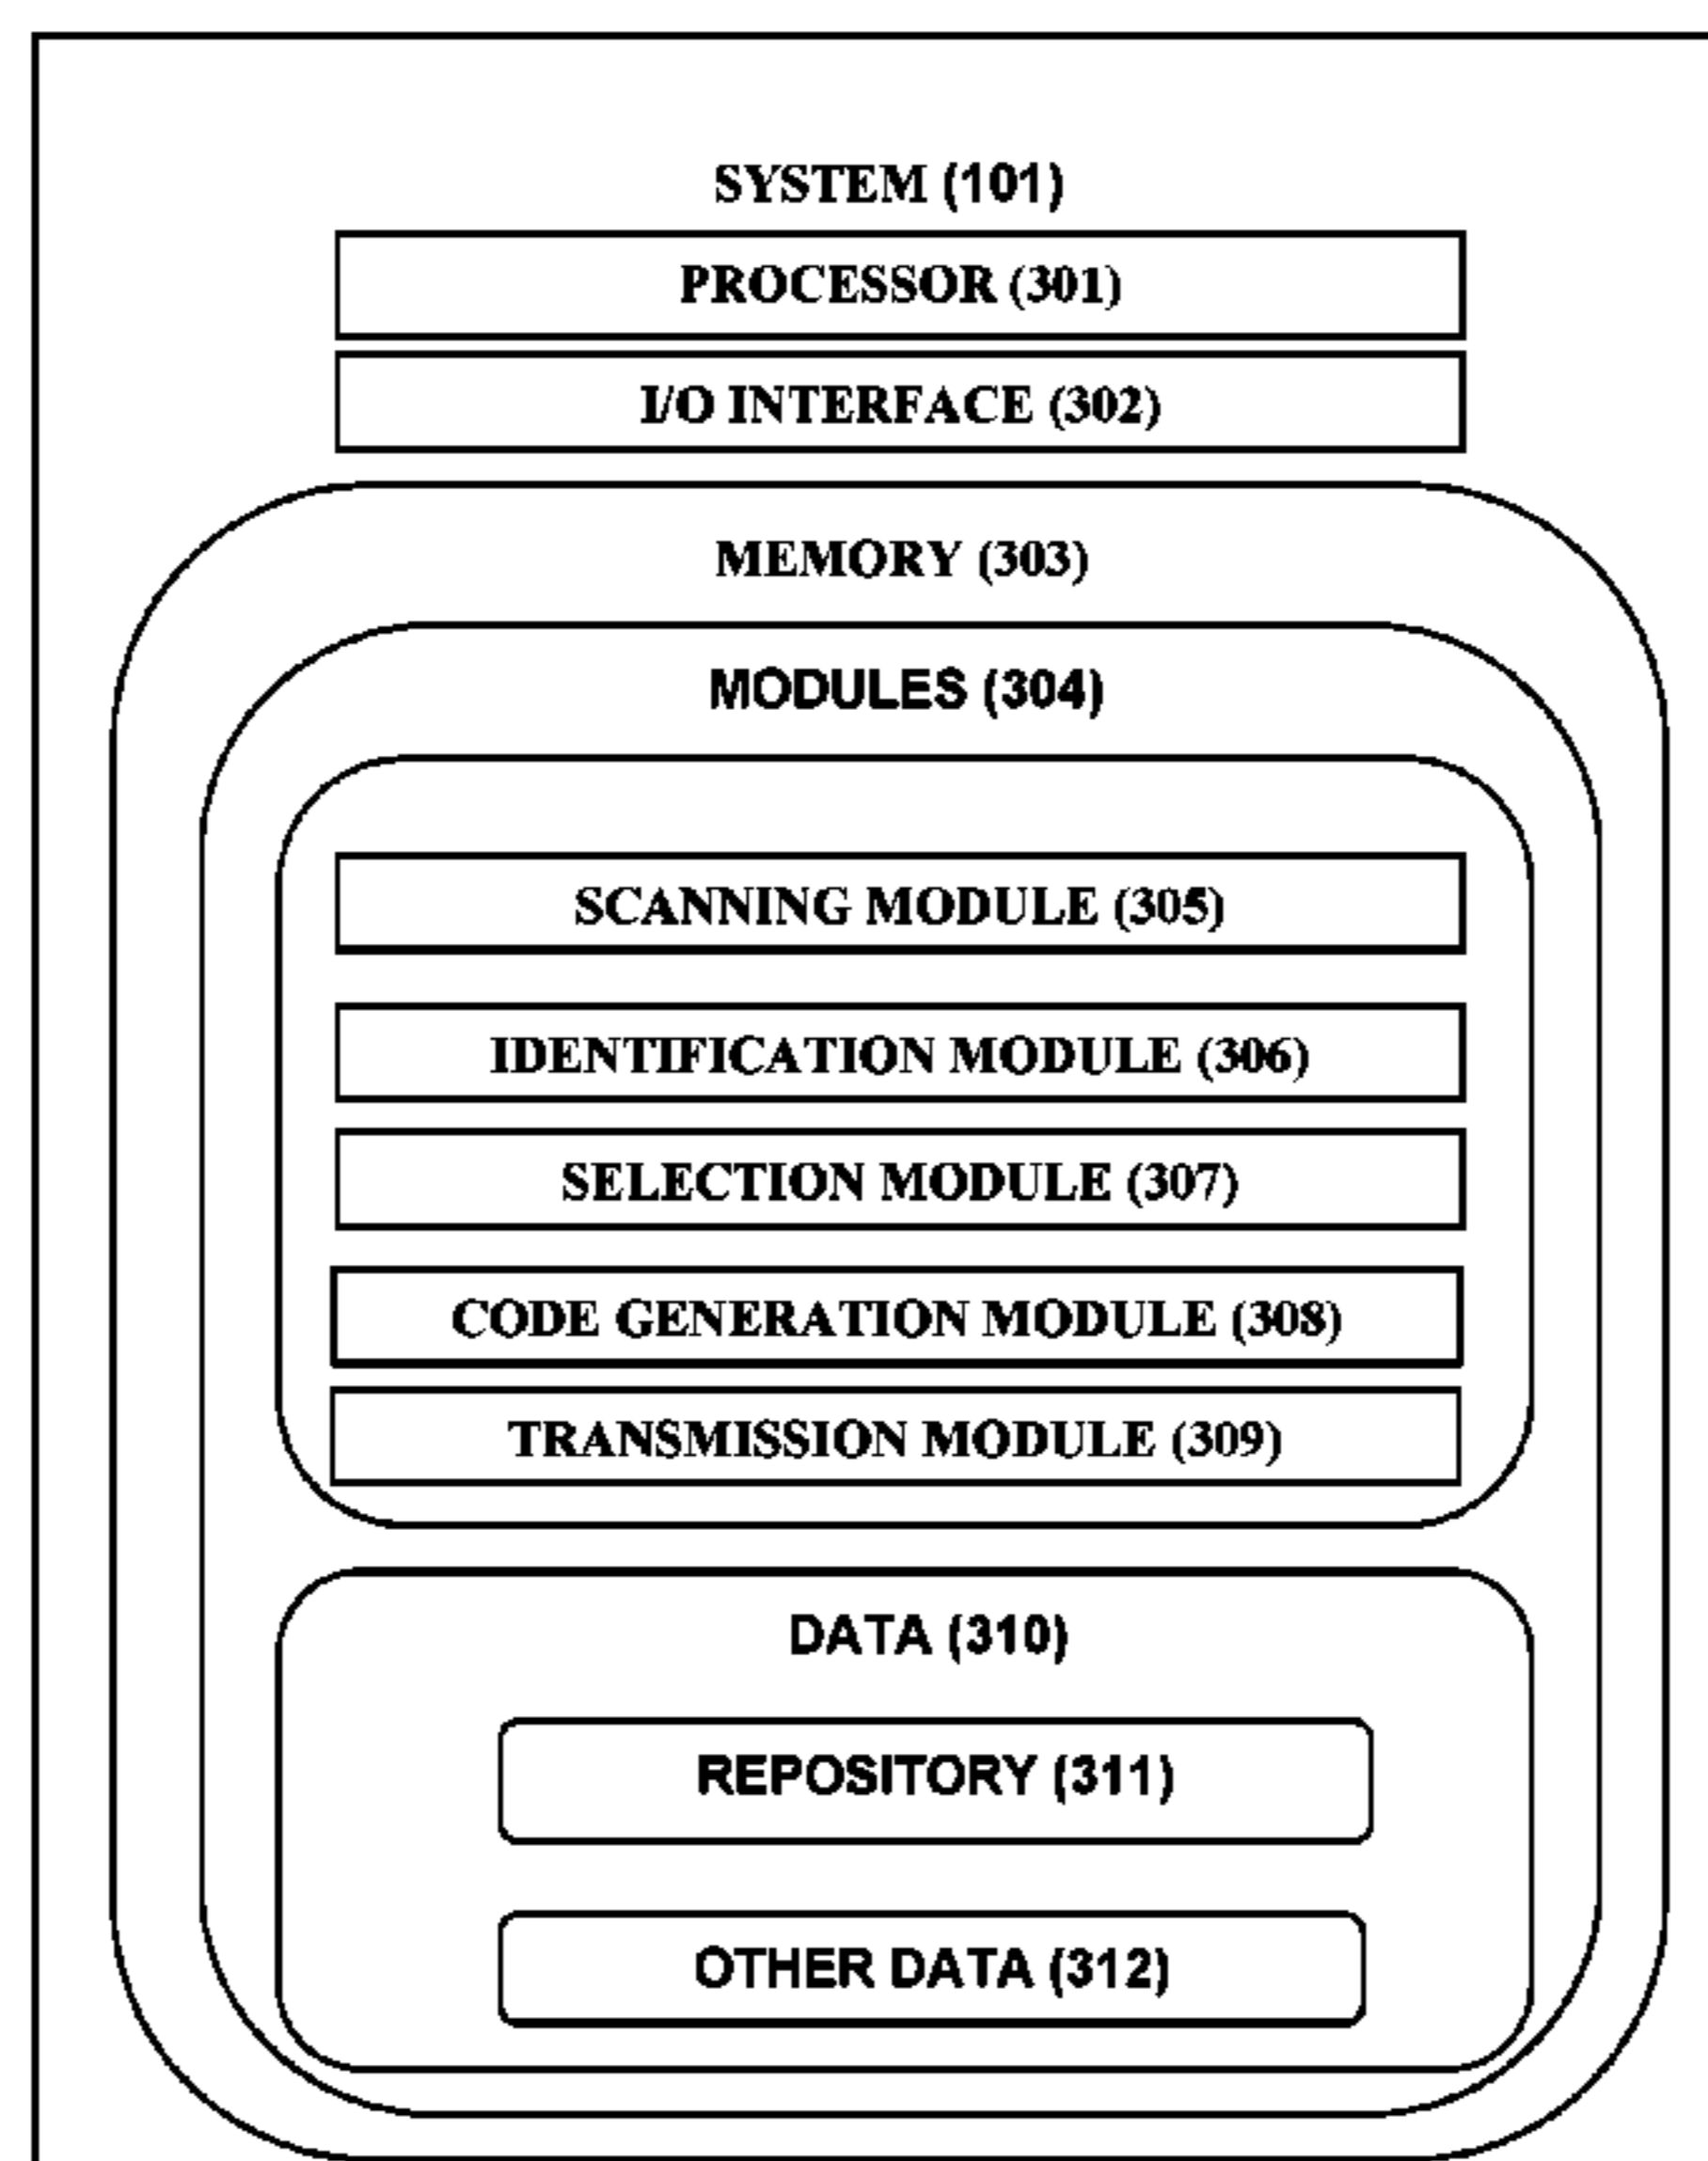 SYSTEM (101)
PROCESSOR (301)
I/O INTERFACE (302)
MEMORY (303)
MODULES (304)
SCANNING MODULE (305)
IDENTIFICATION MODULE (306)
SELECTION MODULE (307)
CODE GENERATION MODULE (308)
TRANSMISSION MODULE (309)
DATA (310)
REPOSITORY (311)
OTHER DATA (312)